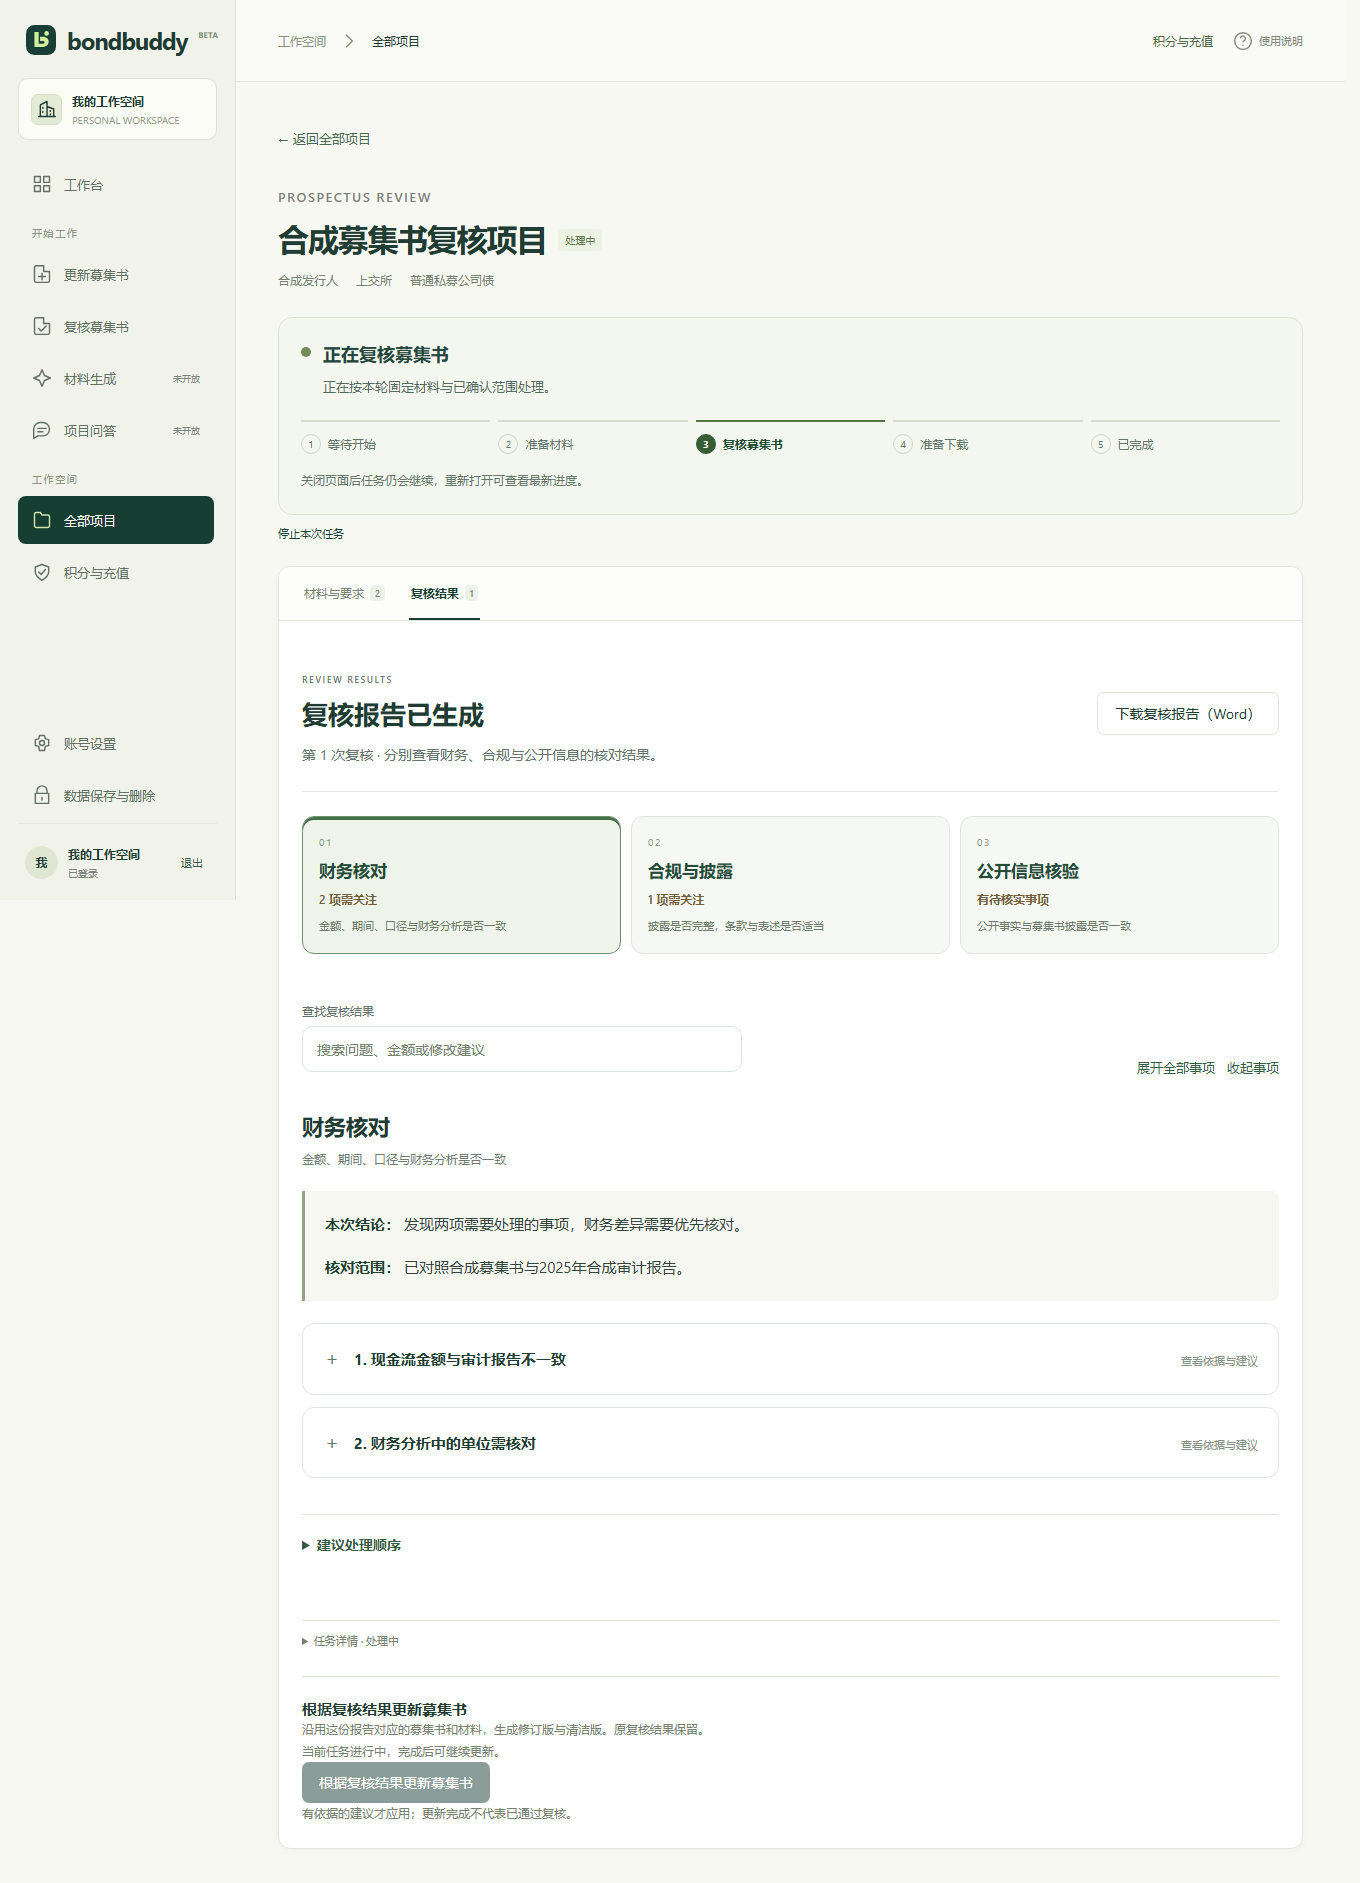 bondbuddy BETA
我的工作空间
PERSONAL WORKSPACE
工作台
开始工作
更新募集书
复核募集书
材料生成 未开放
项目问答 未开放
工作空间
全部项目
积分与充值
账号设置
数据保存与删除
我 我的工作空间 退出
已登录
工作空间 全部项目 积分与充值 使用说明
← 返回全部项目
PROSPECTUS REVIEW
合成募集书复核项目 处理中
合成发行人 上交所 普通私募公司债
正在复核募集书
正在按本轮固定材料与已确认范围处理。
1 等待开始 2 准备材料 3 复核募集书 4 准备下载 5 已完成
关闭页面后任务仍会继续，重新打开可查看最新进度。
停止本次任务
材料与要求 2 复核结果 1
REVIEW RESULTS
复核报告已生成
下载复核报告（Word）
第 1 次复核 · 分别查看财务、合规与公开信息的核对结果。
01
财务核对
2 项需关注
金额、期间、口径与财务分析是否一致
02
合规与披露
1 项需关注
披露是否完整，条款与表述是否适当
03
公开信息核验
有待核实事项
公开事实与募集书披露是否一致
查找复核结果
搜索问题、金额或修改建议
展开全部事项 收起事项
财务核对
金额、期间、口径与财务分析是否一致
本次结论： 发现两项需要处理的事项，财务差异需要优先核对。
核对范围： 已对照合成募集书与2025年合成审计报告。
+ 1. 现金流金额与审计报告不一致 查看依据与建议
+ 2. 财务分析中的单位需核对 查看依据与建议
▶ 建议处理顺序
▶ 任务详情 · 处理中
根据复核结果更新募集书
沿用这份报告对应的募集书和材料，生成修订版与清洁版。原复核结果保留。
当前任务进行中，完成后可继续更新。
根据复核结果更新募集书
有依据的建议才应用；更新完成不代表已通过复核。